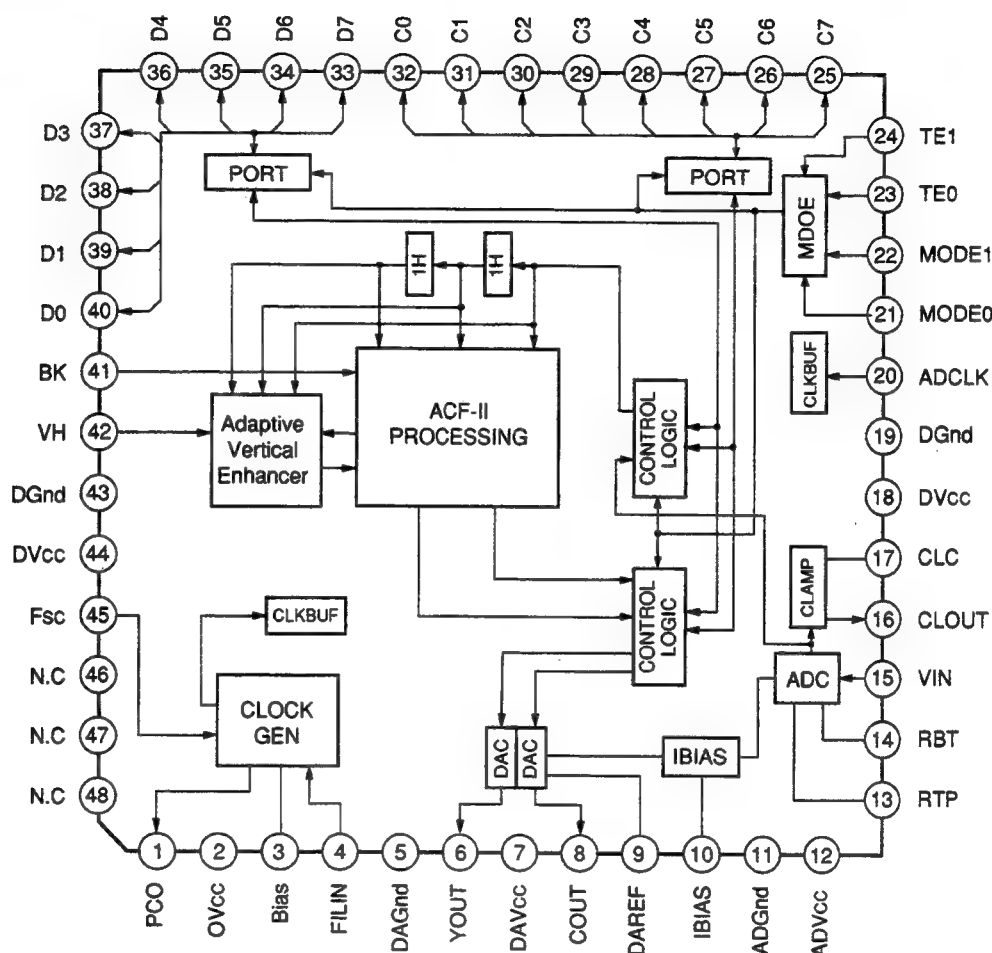 D4 D5 D6 D7 C0 C1 C2 C3 C4 C5 C6 C7
36 35 34 33 32 31 30 29 28 27 26 25
D3 37
D2 38
D1 39
D0 40
BK 41
VH 42
DGnd 43
DVcc 44
Fsc 45
N.C 46
N.C 47
N.C 48
PORT
PORT
MDOE
1H
1H
CLKBUF
Adaptive
Vertical
Enhancer
ACF-II
PROCESSING
CONTROL
LOGIC
CONTROL
LOGIC
CLAMP
CLKBUF
ADC
CLOCK
GEN
DAC
DAC
IBIAS
24 TE1
23 TE0
22 MODE1
21 MODE0
20 ADCLK
19 DGnd
18 DVcc
17 CLC
16 CLOUT
15 VIN
14 RBT
13 RTP
1 2 3 4 5 6 7 8 9 10 11 12
PCO OVcc Bias FILIN DAGnd YOUT DAVcc COUT DAREF IBIAS ADGnd ADVcc